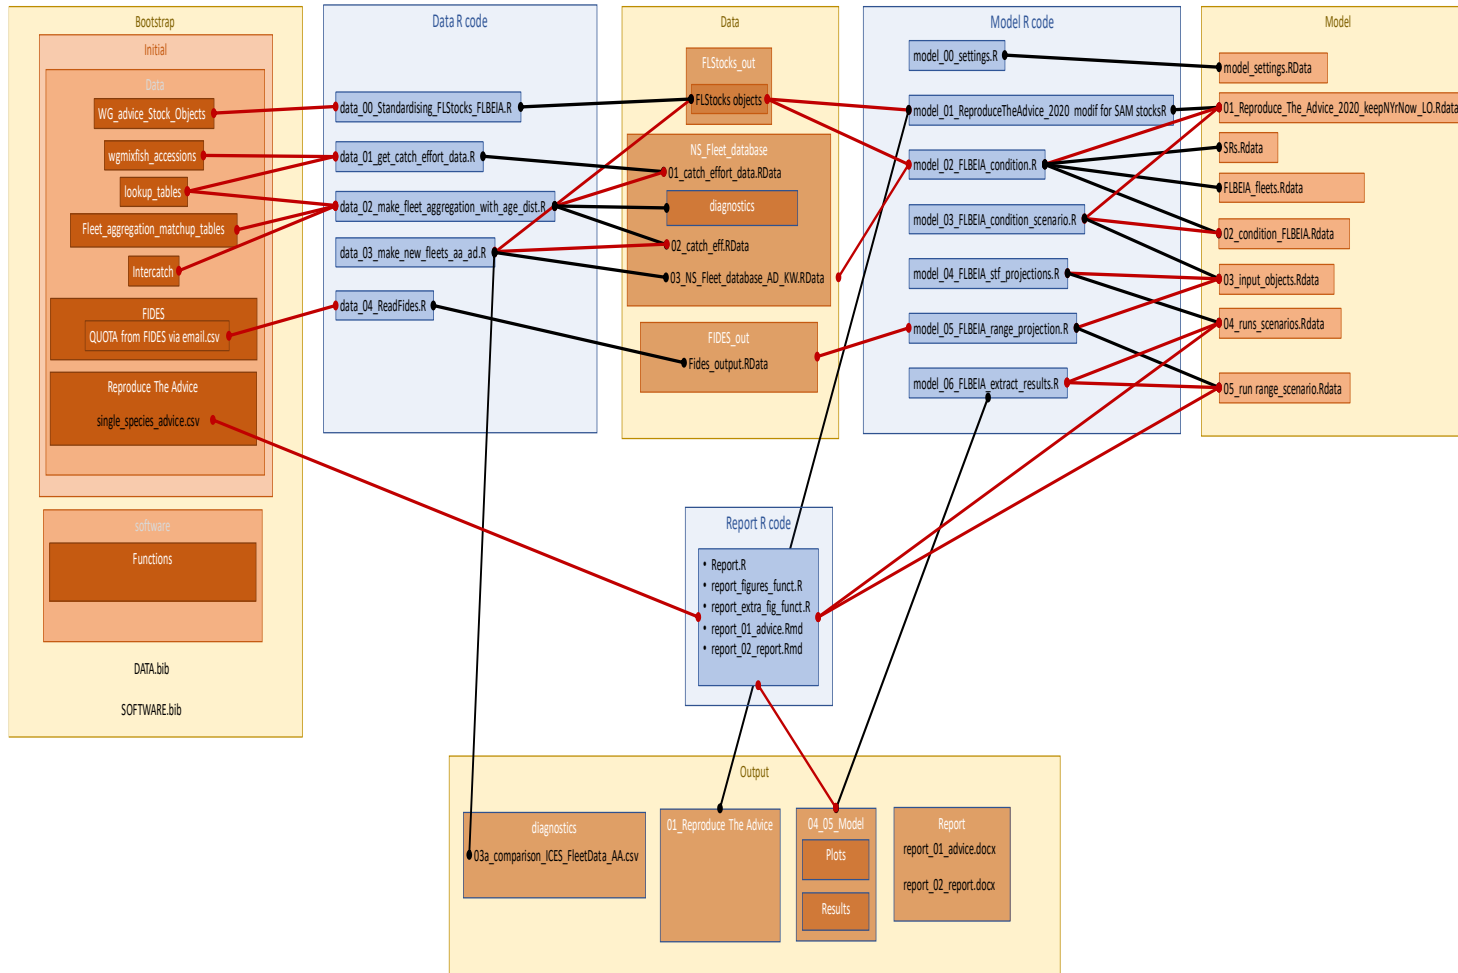 Bootstrap
Initial
Data
WG_advice_Stock_Objects
wgmixfish_accessions
lookup_tables
Fleet_aggregation_matchup_tables
Intercatch
FIDES
QUOTA from FIDES via email.csv
Reproduce The Advice
single_species_advice.csv
software
Functions
DATA.bib
SOFTWARE.bib
Data R code
data_00_Standardising_FLStocks_FLBEIA.R
data_01_get_catch_effort_data.R
data_02_make_fleet_aggregation_with_age_dist.R
data_03_make_new_fleets_aa_ad.R
data_04_ReadFides.R
Data
FLStocks_out
FLStocks objects
NS_Fleet_database
01_catch_effort_data.RData
diagnostics
02_catch_eff.RData
03_NS_Fleet_database_AD_KW.RData
FIDES_out
Fides_output.RData
Model R code
model_00_settings.R
model_01_ReproduceTheAdvice_2020 modif for SAM stocksR
model_02_FLBEIA_condition.R
model_03_FLBEIA_condition_scenario.R
model_04_FLBEIA_stf_projections.R
model_05_FLBEIA_range_projection.R
model_06_FLBEIA_extract_results.R
Model
model_settings.RData
01_Reproduce_The_Advice_2020_keepNYrNow_LO.Rdata
SRs.Rdata
FLBEIA_fleets.Rdata
02_condition_FLBEIA.Rdata
03_input_objects.Rdata
04_runs_scenarios.Rdata
05_run range_scenario.Rdata
Report R code
• Report.R
• report_figures_funct.R
• report_extra_fig_funct.R
• report_01_advice.Rmd
• report_02_report.Rmd
Output
diagnostics
03a_comparison_ICES_FleetData_AA.csv
01_Reproduce The Advice
04_05_Model
Plots
Results
Report
report_01_advice.docx
report_02_report.docx